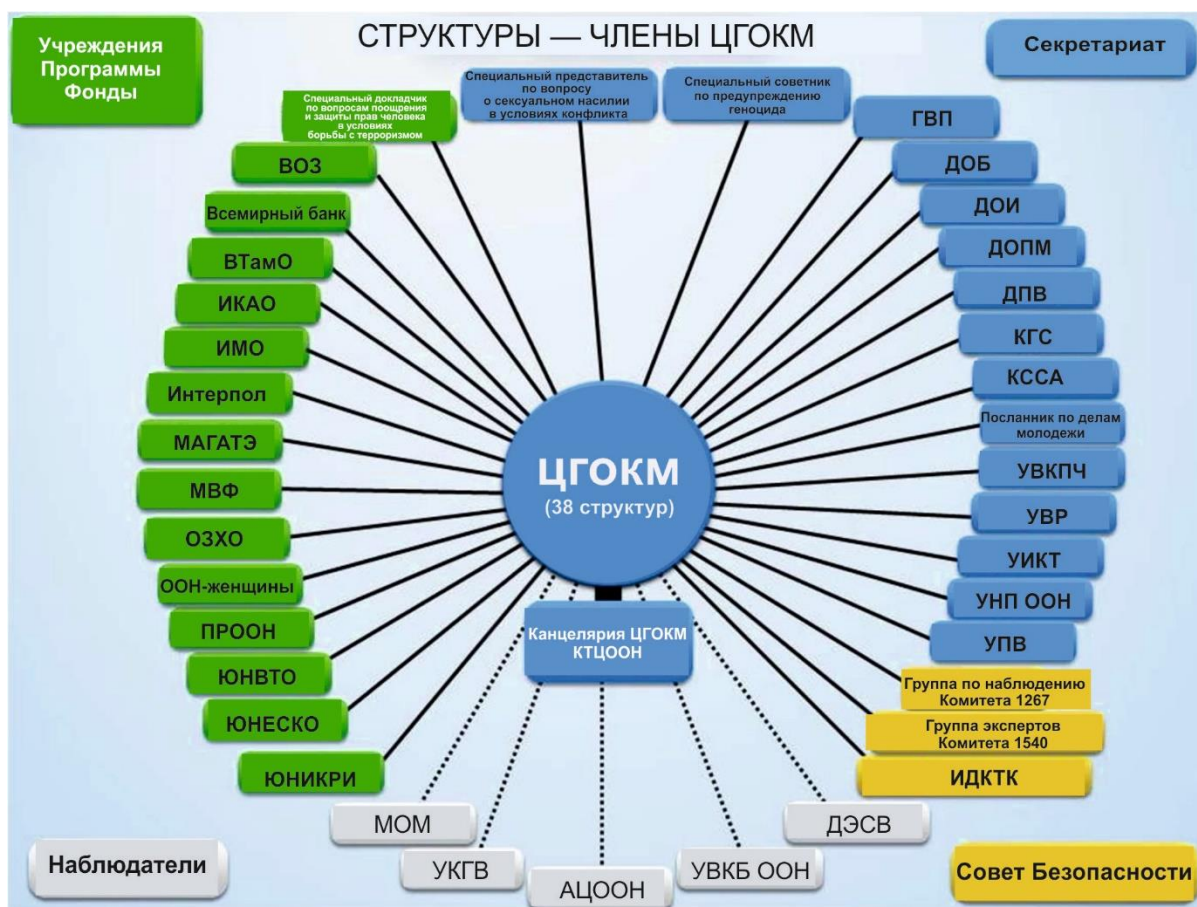 СТРУКТУРЫ — ЧЛЕНЫ ЦГОКМ
Учреждения
Программы
Фонды
Секретариат
Специальный докладчик
по вопросам поощрения
и защиты прав человека
в условиях
борьбы с терроризмом
Специальный представитель
по вопросу
о сексуальном насилии
в условиях конфликта
Специальный советник
по предупреждению
геноцида
ВОЗ
Всемирный банк
ВТамО
ИКАО
ИМО
Интерпол
МАГАТЭ
МВФ
ОЗХО
ООН-женщины
ПРООН
ЮНВТО
ЮНЕСКО
ЮНИКРИ
ЦГОКМ
(38 структур)
Канцелярия ЦГОКМ
КТЦООН
ГВП
ДОБ
ДОИ
ДОПМ
ДПВ
КГС
КССА
Посланник по делам
молодежи
УВКПЧ
УВР
УИКТ
УНП ООН
УПВ
Группа по наблюдению
Комитета 1267
Группа экспертов
Комитета 1540
ИДКТК
МОМ
УКГВ
АЦООН
УВКБ ООН
ДЭСВ
Наблюдатели
Совет Безопасности